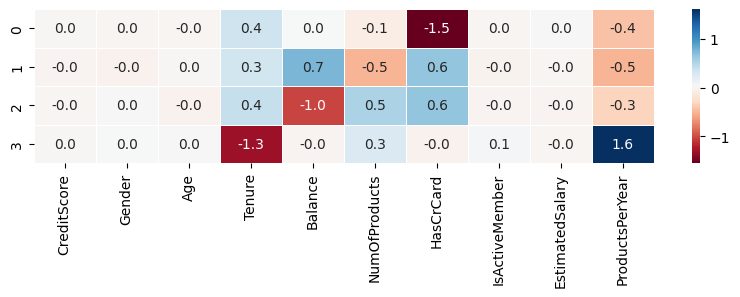 0 0.0 0.0 -0.0 0.4 0.0 -0.1 -1.5 0.0 0.0 -0.4
1 -0.0 -0.0 0.0 0.3 0.7 -0.5 0.6 -0.0 -0.0 -0.5
2 -0.0 0.0 -0.0 0.4 -1.0 0.5 0.6 -0.0 -0.0 -0.3
3 0.0 0.0 0.0 -1.3 -0.0 0.3 -0.0 0.1 -0.0 1.6
CreditScore
Gender
Age
Tenure
Balance
NumOfProducts
HasCrCard
IsActiveMember
EstimatedSalary
ProductsPerYear
1
0
−1